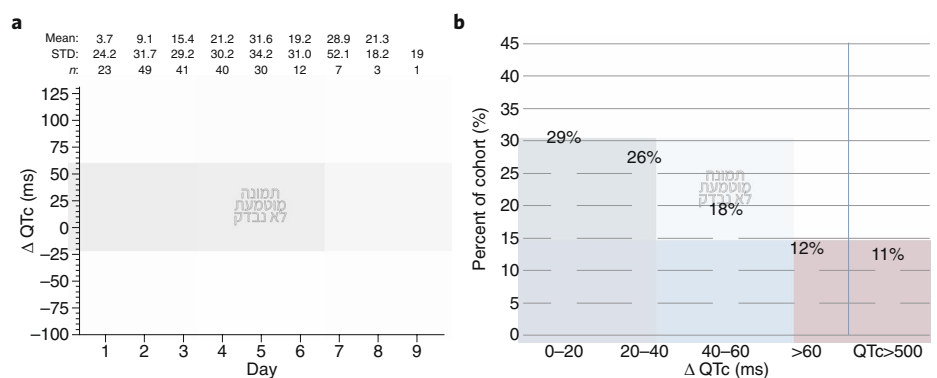 a
Mean: 3.7 9.1 15.4 21.2 31.6 19.2 28.9 21.3
STD: 24.2 31.7 29.2 30.2 34.2 31.0 52.1 18.2 19
n: 23 49 41 40 30 12 7 3 1
125
100
75
50
25
0
−25
−50
−75
−100
Δ QTc (ms)
תמונה
מוטמעת
לא נבדק
1 2 3 4 5 6 7 8 9
Day
b
45
40
35
30
25
20
15
10
5
0
Percent of cohort (%)
29%
26%
תמונה
מוטמעת
לא נבדק
18%
12%
11%
0–20 20–40 40–60 >60 QTc>500
Δ QTc (ms)